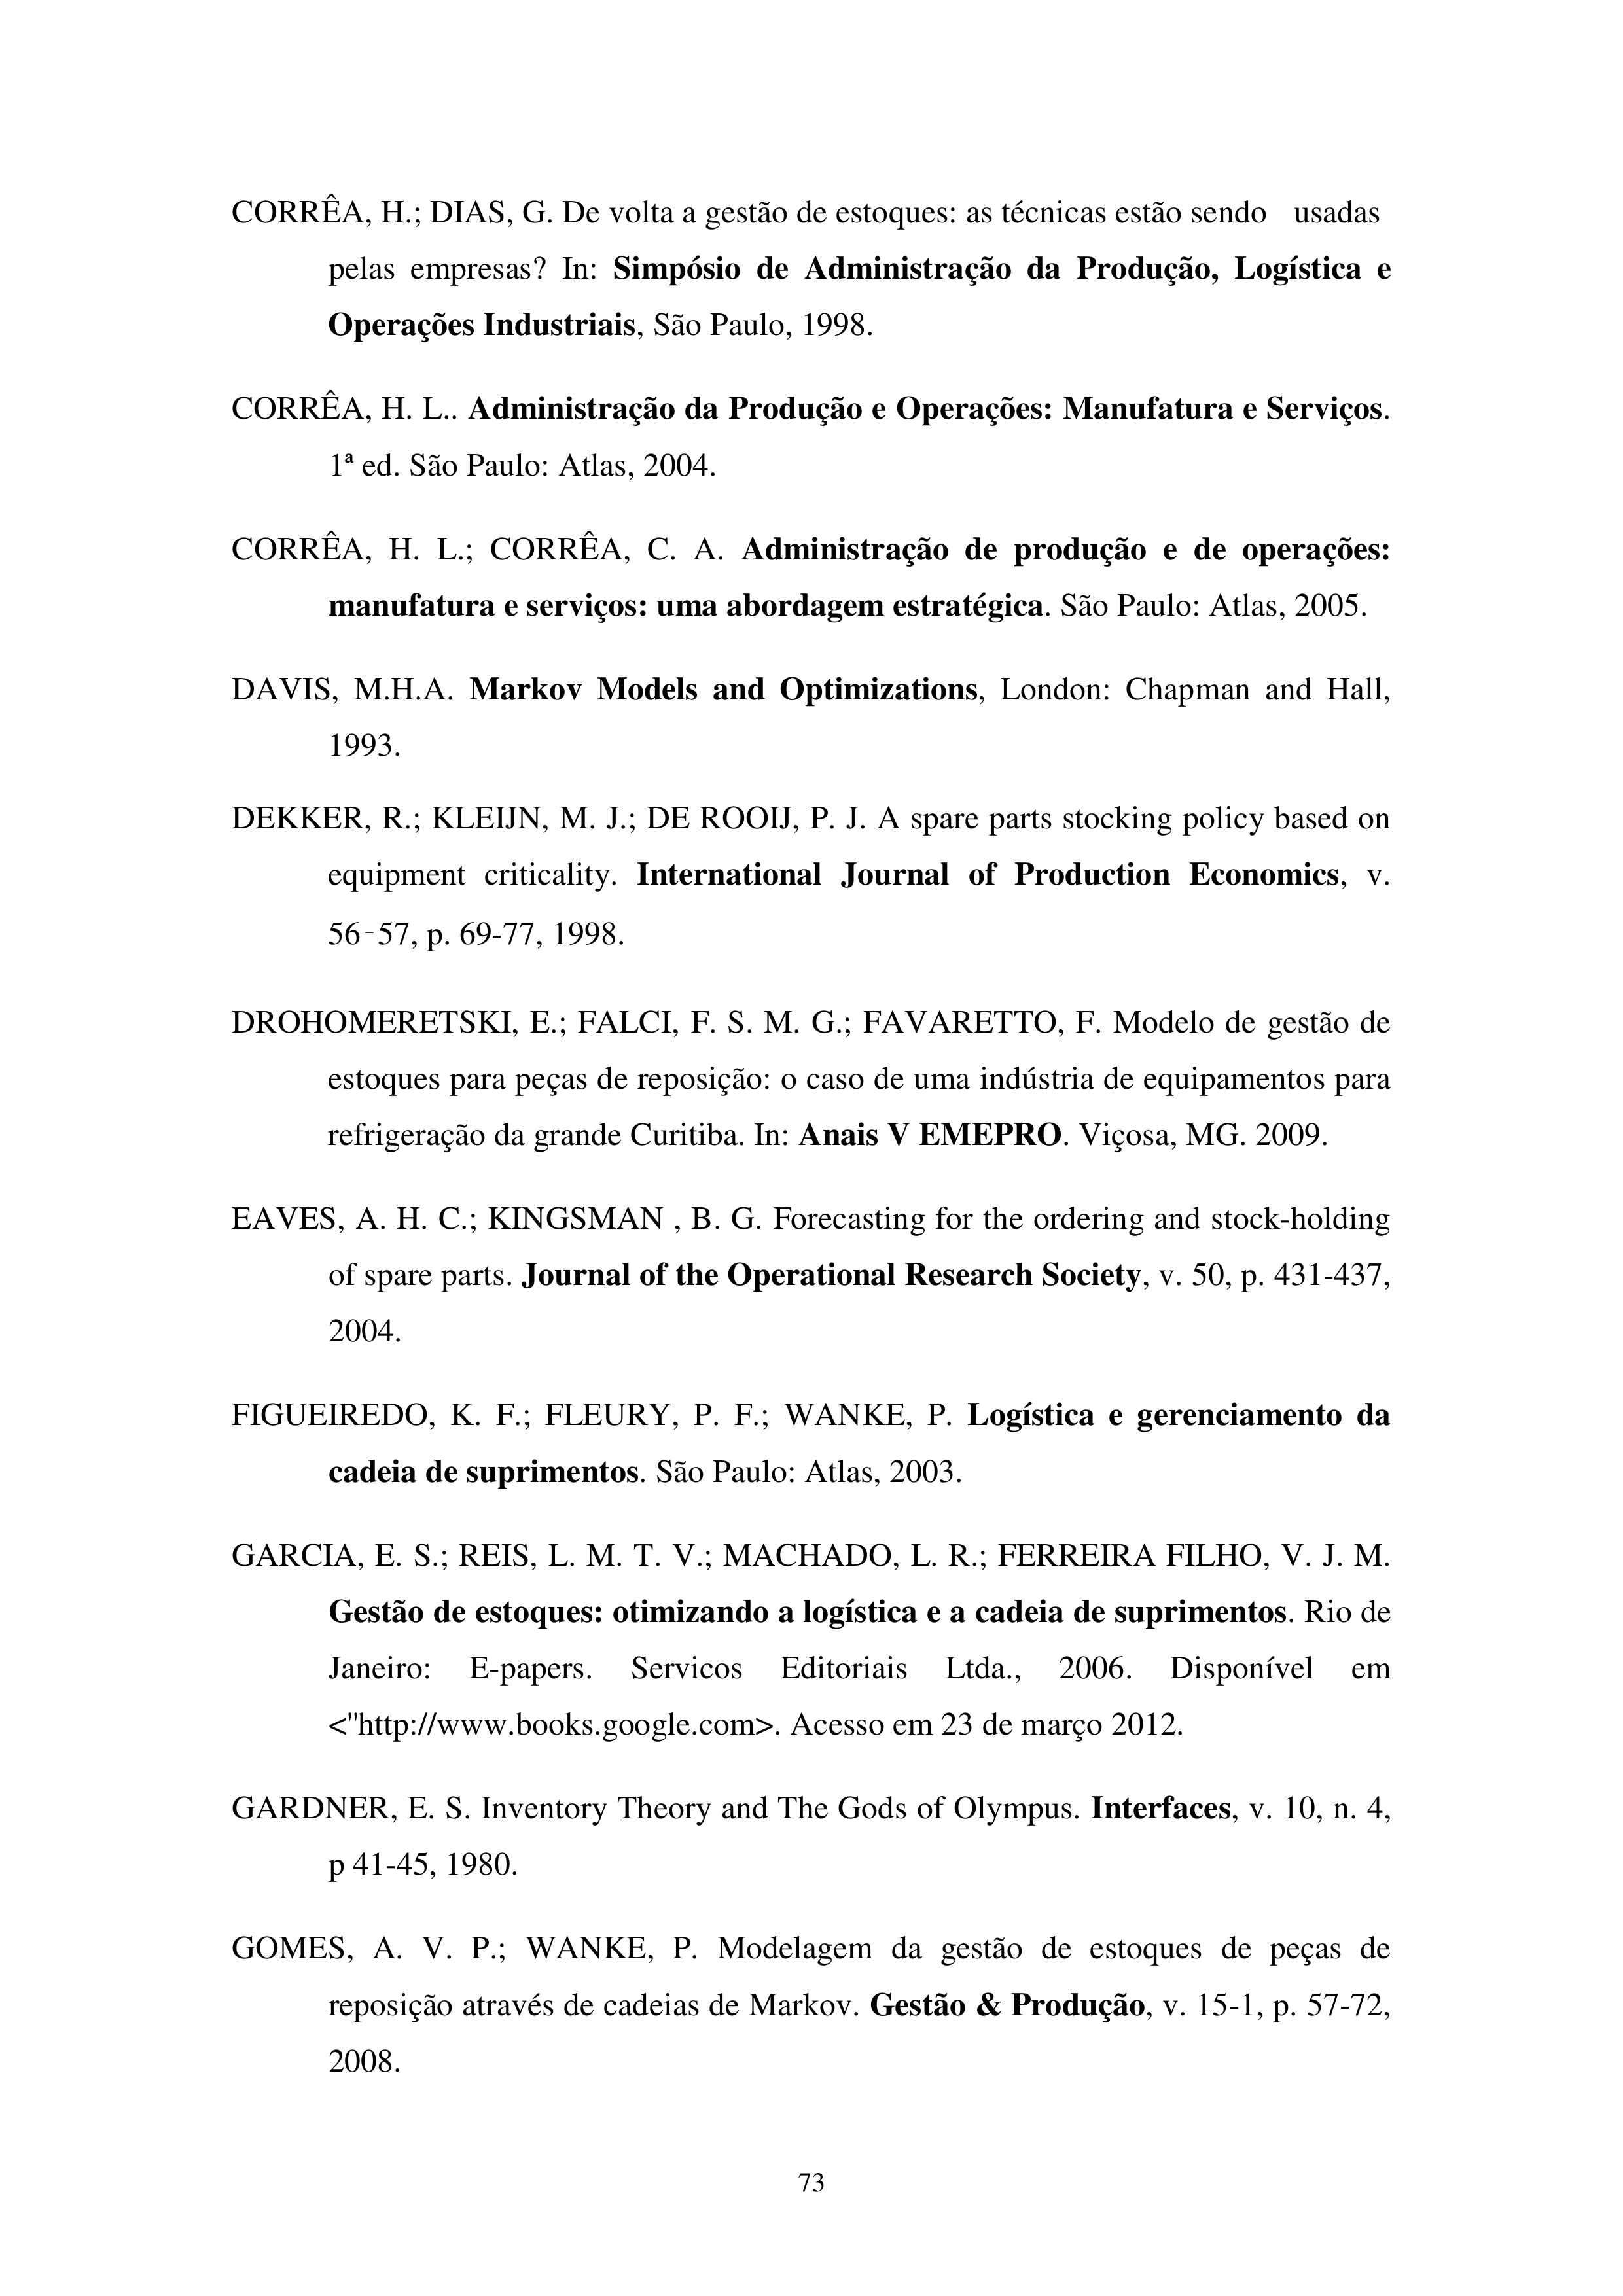 CORRÊA, H.; DIAS, G. De volta a gestão de estoques: as técnicas estão sendo usadas
pelas empresas? In: Simpósio de Administração da Produção, Logística e
Operações Industriais, São Paulo, 1998.
CORRÊA, H. L.. Administração da Produção e Operações: Manufatura e Serviços.
1ª ed. São Paulo: Atlas, 2004.
CORRÊA, H. L.; CORRÊA, C. A. Administração de produção e de operações:
manufatura e serviços: uma abordagem estratégica. São Paulo: Atlas, 2005.
DAVIS, M.H.A. Markov Models and Optimizations, London: Chapman and Hall,
1993.
DEKKER, R.; KLEIJN, M. J.; DE ROOIJ, P. J. A spare parts stocking policy based on
equipment criticality. International Journal of Production Economics, v.
56-57, p. 69-77, 1998.
DROHOMERETSKI, E.; FALCI, F. S. M. G.; FAVARETTO, F. Modelo de gestão de
estoques para peças de reposição: o caso de uma indústria de equipamentos para
refrigeração da grande Curitiba. In: Anais V EMEPRO. Viçosa, MG. 2009.
EAVES, A. H. C.; KINGSMAN , B. G. Forecasting for the ordering and stock-holding
of spare parts. Journal of the Operational Research Society, v. 50, p. 431-437,
2004.
FIGUEIREDO, K. F.; FLEURY, P. F.; WANKE, P. Logística e gerenciamento da
cadeia de suprimentos. São Paulo: Atlas, 2003.
GARCIA, E. S.; REIS, L. M. T. V.; MACHADO, L. R.; FERREIRA FILHO, V. J. M.
Gestão de estoques: otimizando a logística e a cadeia de suprimentos. Rio de
Janeiro: E-papers. Servicos Editoriais Ltda., 2006. Disponível em
<"http://www.books.google.com>. Acesso em 23 de março 2012.
GARDNER, E. S. Inventory Theory and The Gods of Olympus. Interfaces, v. 10, n. 4,
p 41-45, 1980.
GOMES, A. V. P.; WANKE, P. Modelagem da gestão de estoques de peças de
reposição através de cadeias de Markov. Gestão & Produção, v. 15-1, p. 57-72,
2008.
73